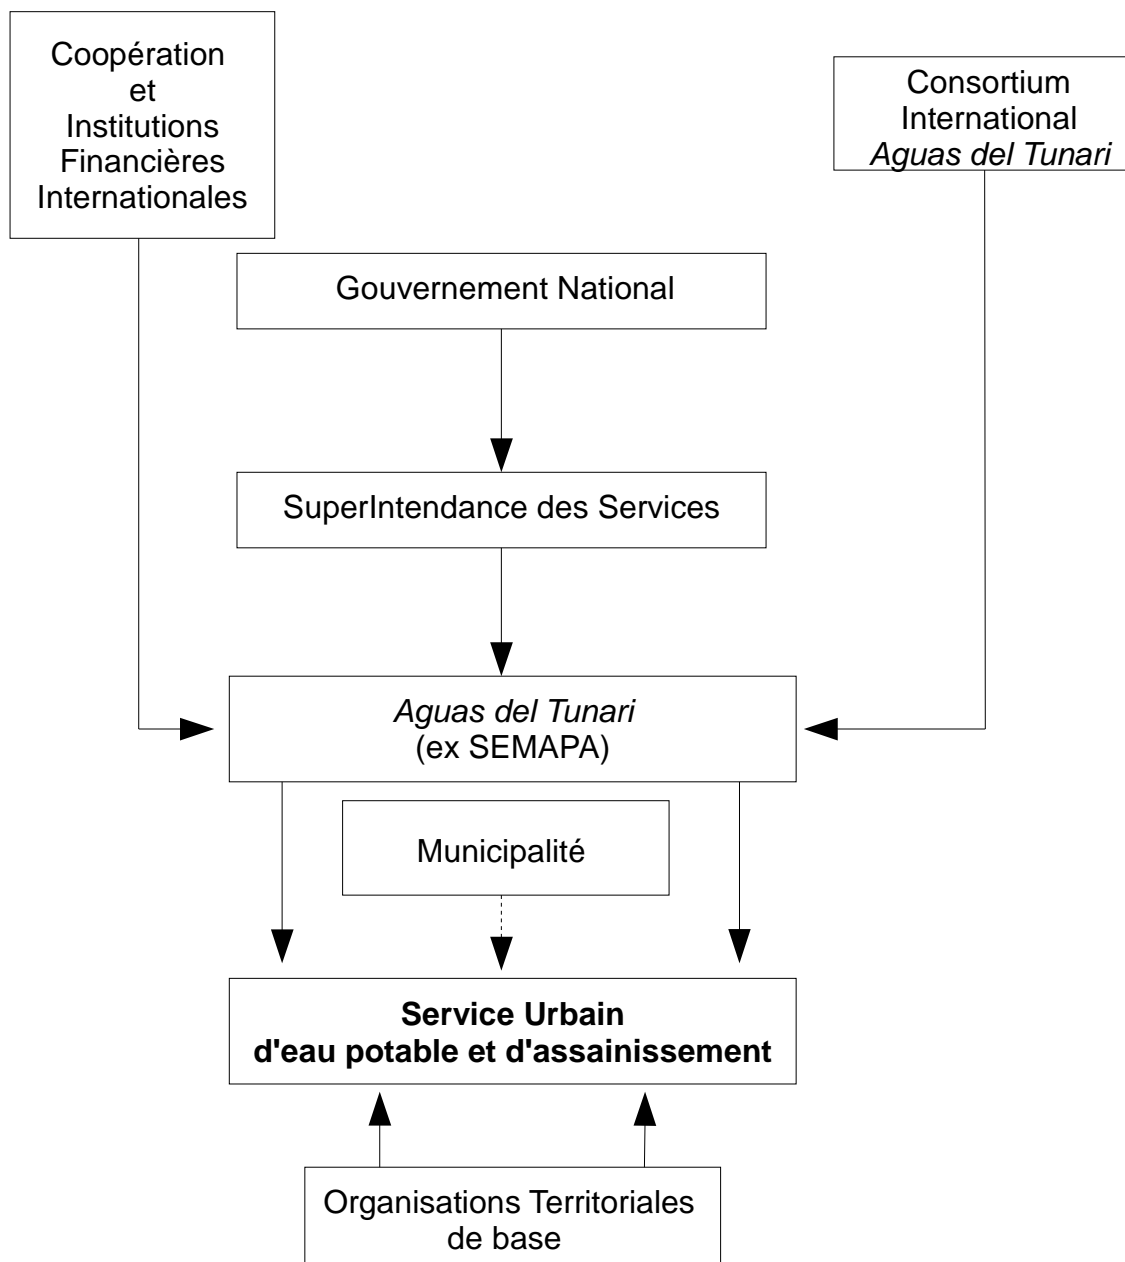 Coopération
et
Institutions
Financières
Internationales
Consortium
International
Aguas del Tunari
Gouvernement National
SuperIntendance des Services
Aguas del Tunari
(ex SEMAPA)
Municipalité
Service Urbain
d'eau potable et d'assainissement
Organisations Territoriales
de base